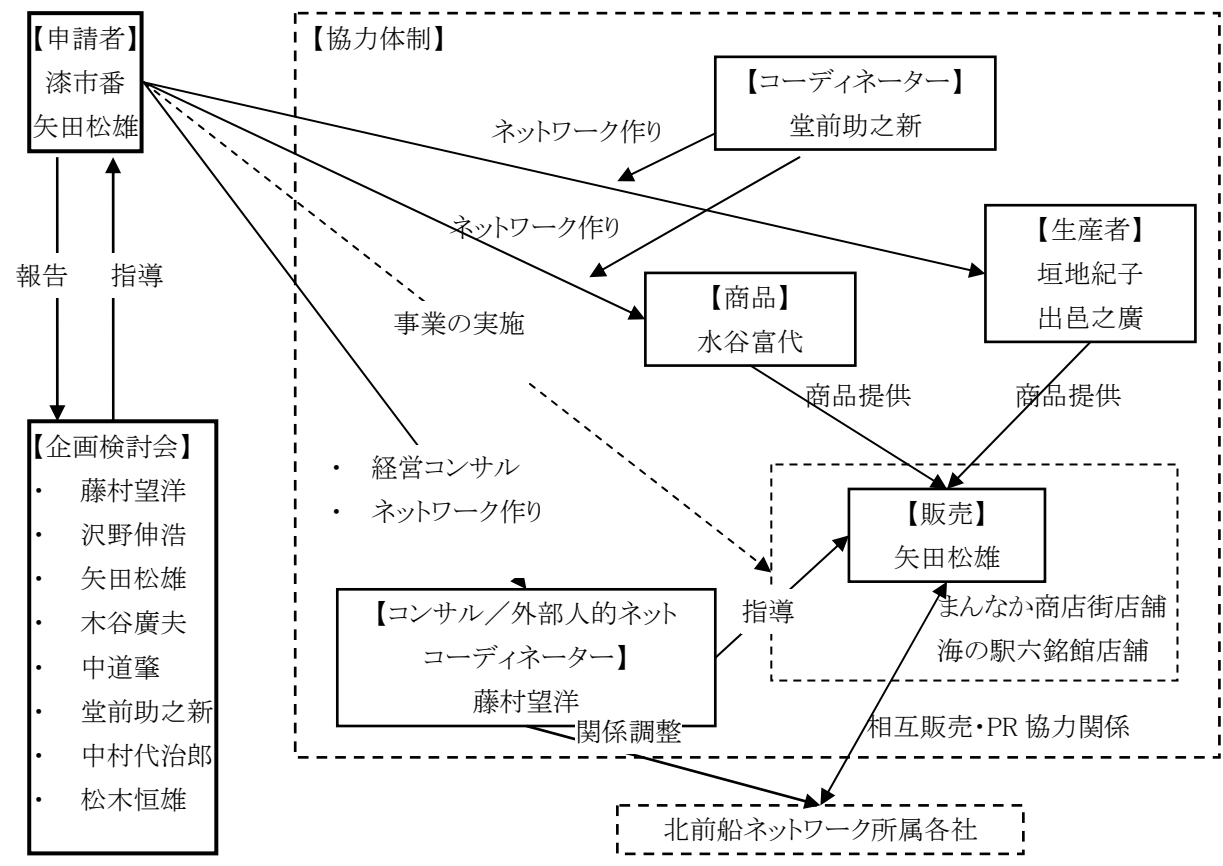 【申請者】
漆市番
矢田松雄
報告
指導
【企画検討会】
・ 藤村望洋
・ 沢野伸浩
・ 矢田松雄
・ 木谷廣夫
・ 中道肇
・ 堂前助之新
・ 中村代治郎
・ 松木恒雄
【協力体制】
【コーディネーター】
堂前助之新
ネットワーク作り
ネットワーク作り
【生産者】
垣地紀子
出邑之廣
【商品】
水谷富代
事業の実施
商品提供
商品提供
・ 経営コンサル
・ ネットワーク作り
【販売】
矢田松雄
まんなか商店街店舗
海の駅六銘館店舗
【コンサル／外部人的ネット
コーディネーター】
藤村望洋
指導
関係調整
相互販売・PR 協力関係
北前船ネットワーク所属各社